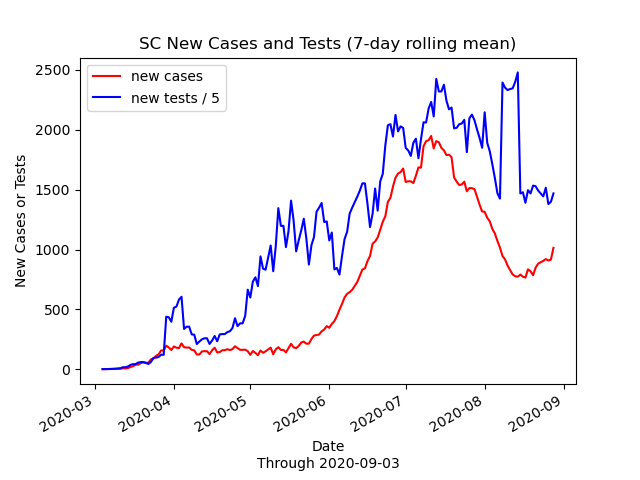 SC New Cases and Tests (7-day rolling mean)
new cases
new tests / 5
New Cases or Tests
2500
2000
1500
1000
500
0
2020-03
2020-04
2020-05
2020-06
2020-07
2020-08
2020-09
Date
Through 2020-09-03